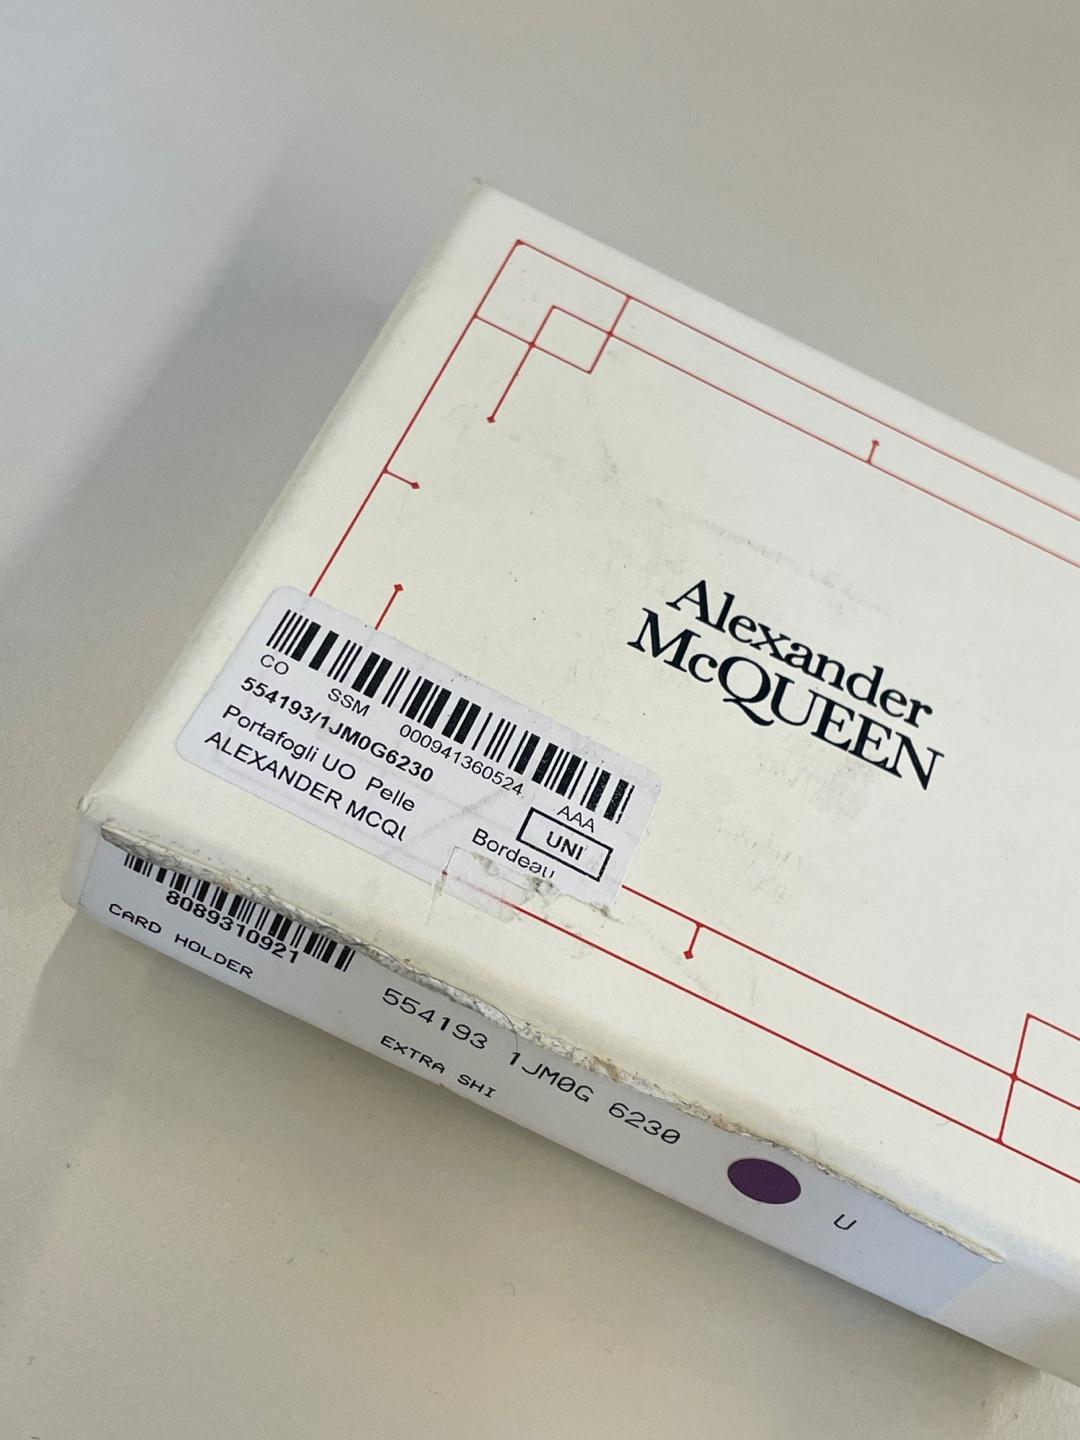 Alexander
McQUEEN
CO SSM 000941360524 AAA
554193/1JM0G6230
UNI
Portafogli UO Pelle
ALEXANDER MCQ
Bordeau
8089310921
CARD HOLDER
554193 1JM0G 6230
EXTRA SHI
U